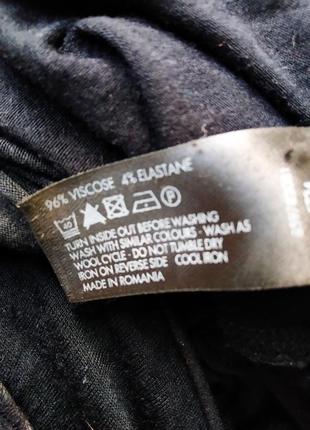 96% VISCOSE 4% ELASTANE
40
TURN INSIDE OUT BEFORE WASHING
WASH WITH SIMILAR COLOURS - WASH AS
WOOL CYCLE - DO NOT TUMBLE DRY
IRON ON REVERSE SIDE COOL IRON
MADE IN ROMANIA